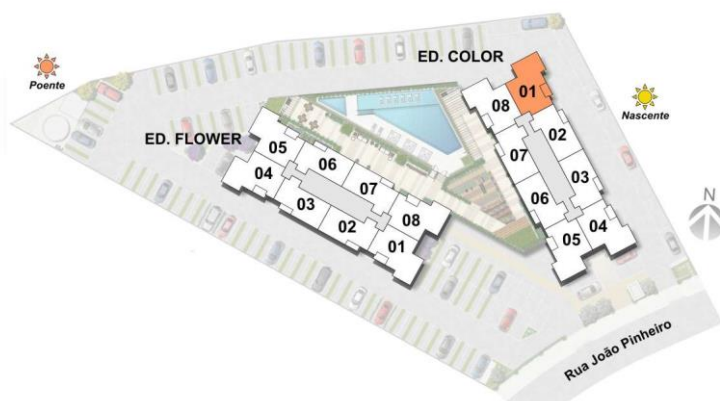 ED. COLOR
Poente
01
08
Nascente
02
ED. FLOWER
05
06
07
03
04
07
06
03
08
04
02
05
01
N
Rua João Pinheiro